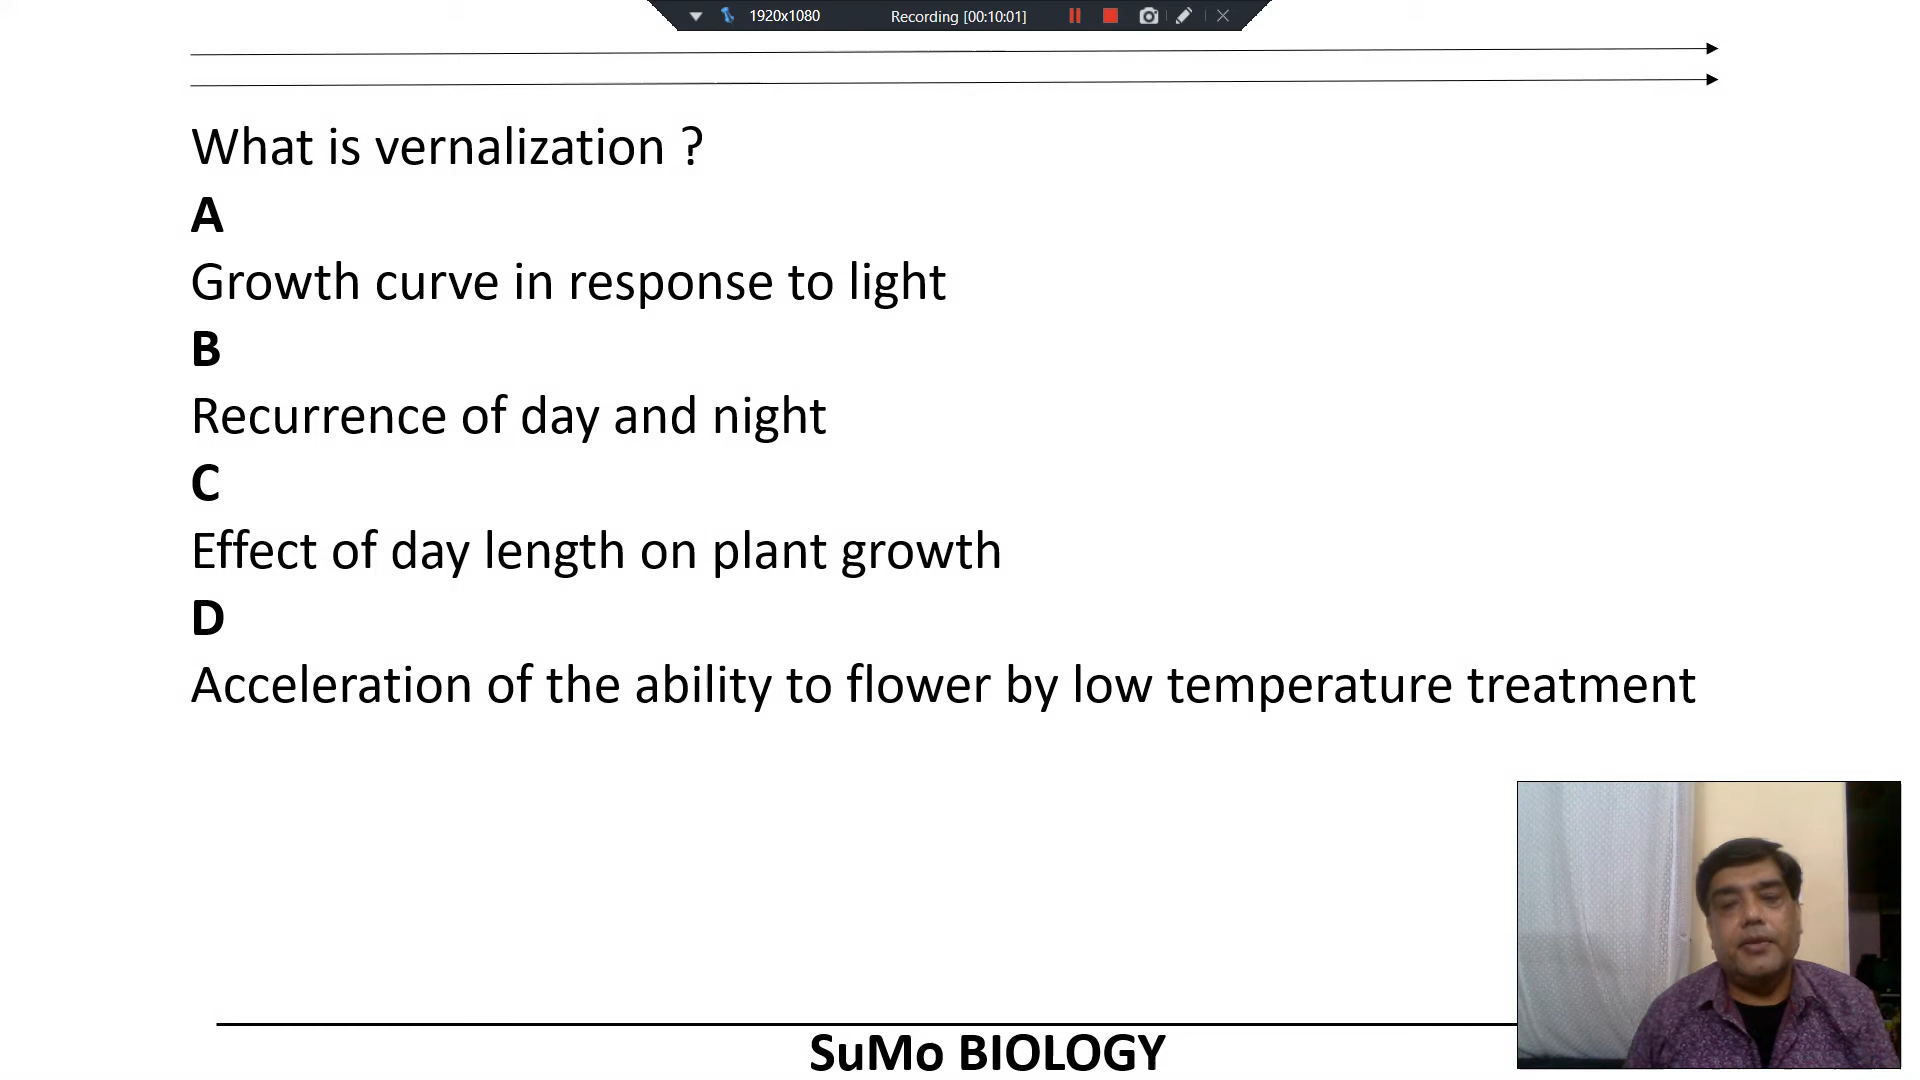 1920x1080 Recording [00:10:01]
What is vernalization ?
A
Growth curve in response to light
B
Recurrence of day and night
C
Effect of day length on plant growth
D
Acceleration of the ability to flower by low temperature treatment
SuMo BIOLOGY